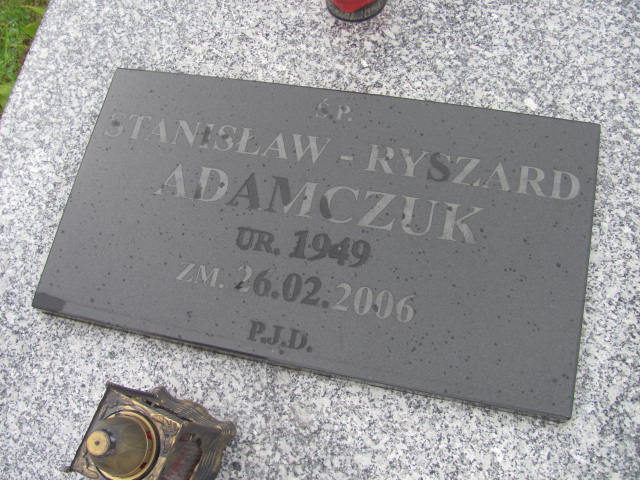 Ś.P.
STANISŁAW - RYSZARD
ADAMCZUK
UR. 1949
ZM. 26.02.2006
P.J.D.